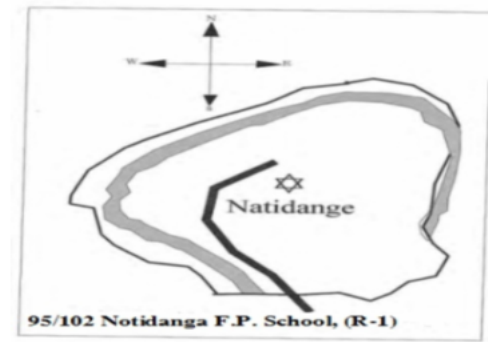 N
W
Natidange
95/102 Notidanga F.P. School, (R-1)